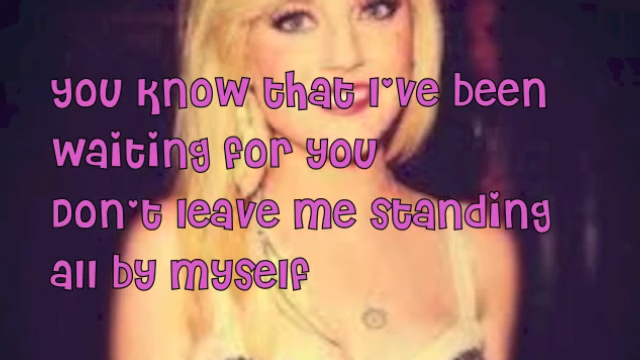 you know that I've been
waiting for you
Don't leave me standing
all by myself